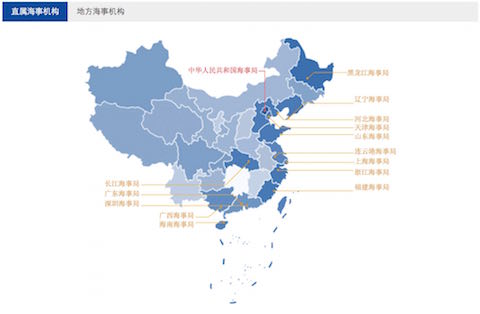 直属海事机构
地方海事机构
中华人民共和国海事局
黑龙江海事局
辽宁海事局
河北海事局
天津海事局
山东海事局
连云港海事局
上海海事局
浙江海事局
福建海事局
长江海事局
广东海事局
深圳海事局
广西海事局
海南海事局